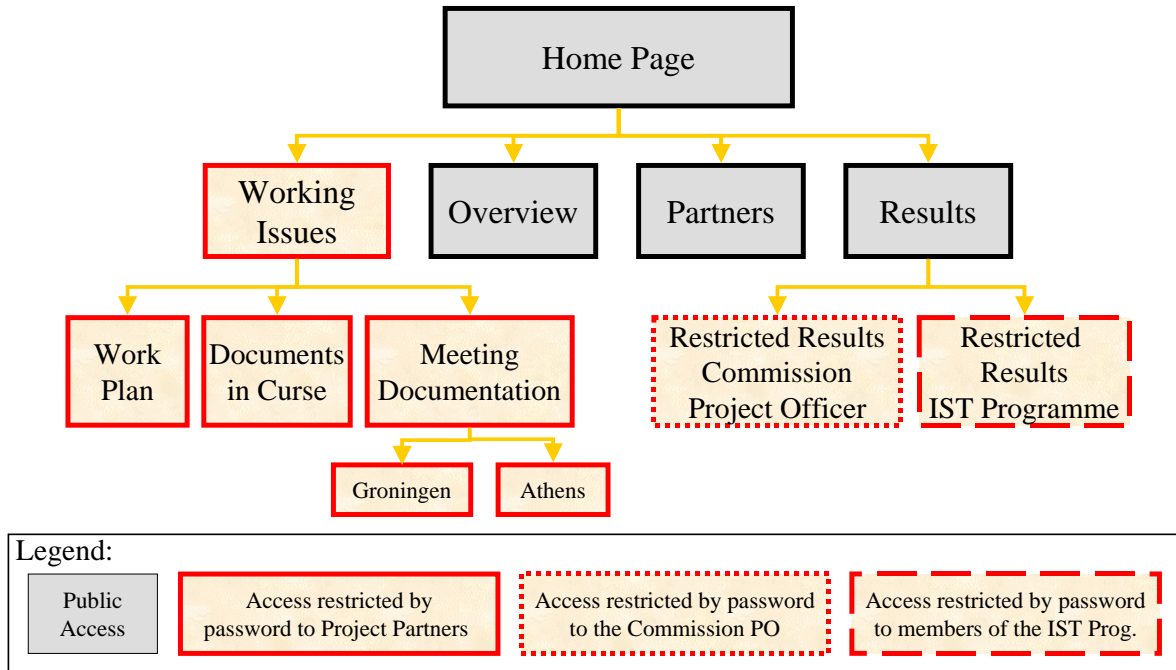 Home Page
Working
Issues
Overview
Partners
Results
Work
Plan
Documents
in Curse
Meeting
Documentation
Restricted Results
Commission
Project Officer
Restricted
Results
IST Programme
Groningen
Athens
Legend:
Public
Access
Access restricted by
password to Project Partners
Access restricted by password
to the Commission PO
Access restricted by password
to members of the IST Prog.